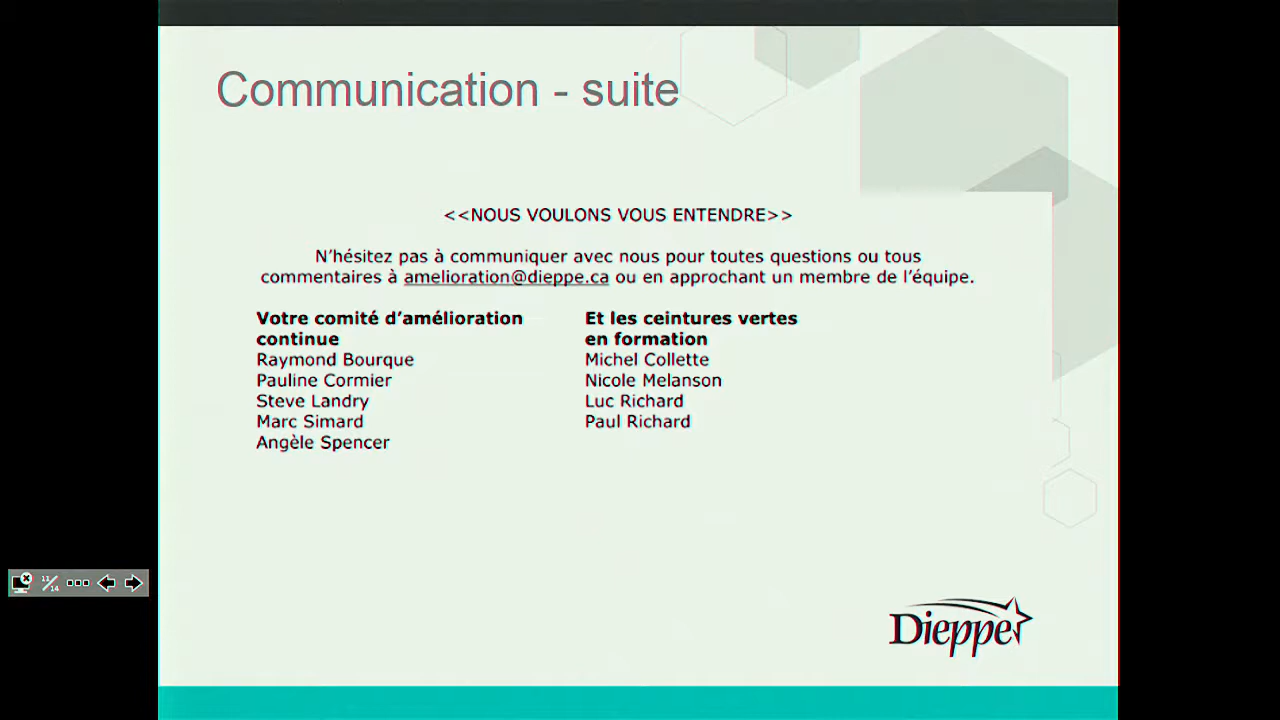 Communication - suite
<<NOUS VOULONS VOUS ENTENDRE>>
N'hésitez pas à communiquer avec nous pour toutes questions ou tous
commentaires à amelioration@dieppe.ca ou en approchant un membre de l'équipe.
Votre comité d'amélioration
continue
Raymond Bourque
Pauline Cormier
Steve Landry
Marc Simard
Angèle Spencer
Et les ceintures vertes
en formation
Michel Collette
Nicole Melanson
Luc Richard
Paul Richard
11/14
Dieppe